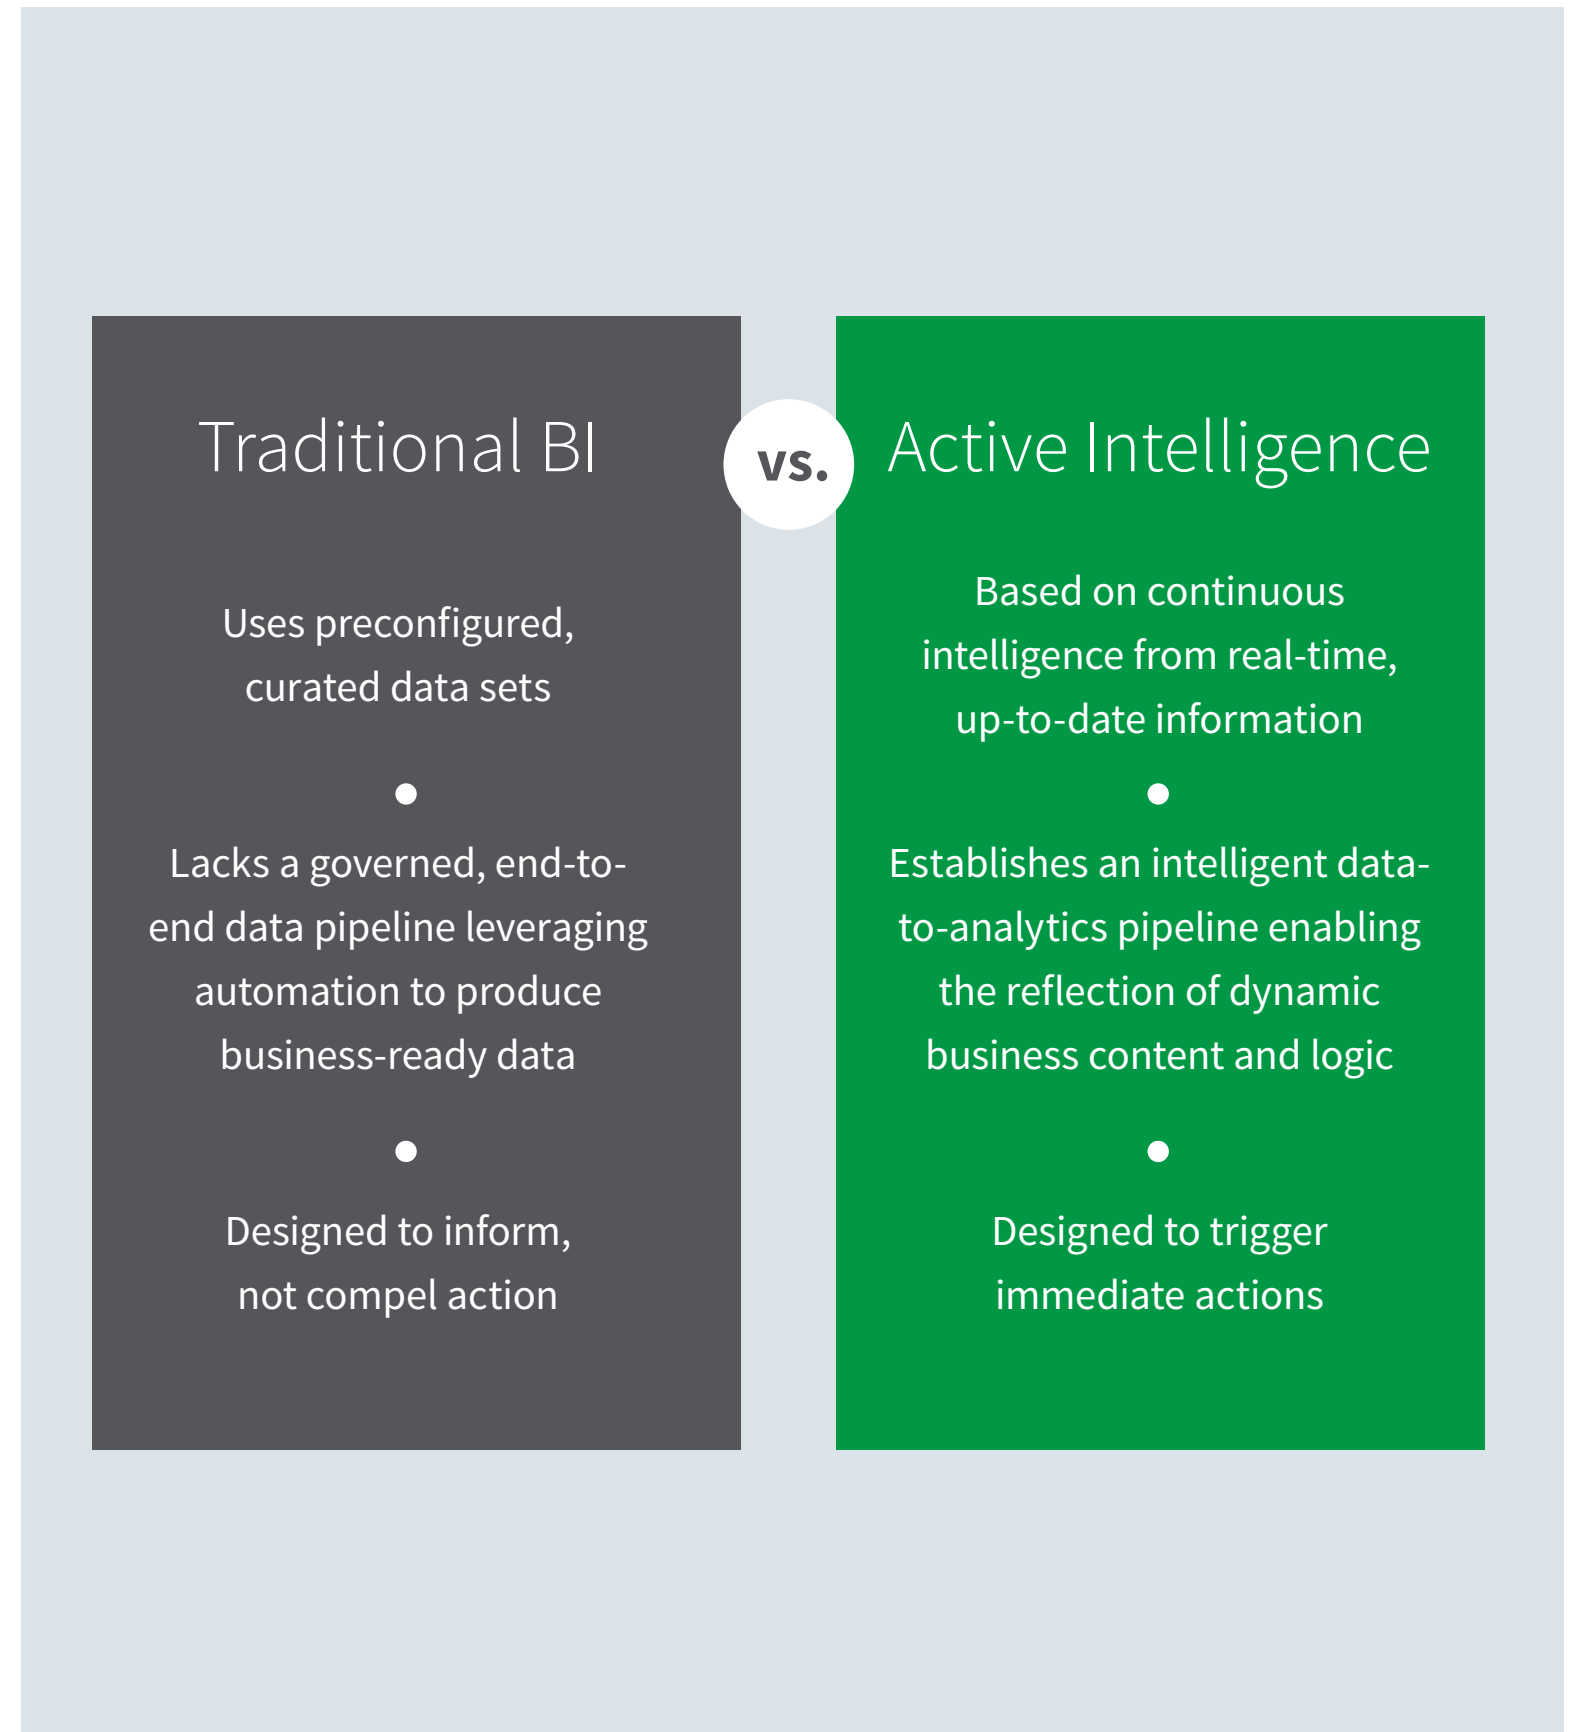 Traditional BI
Uses preconfigured,
curated data sets
Lacks a governed, end-to-
end data pipeline leveraging
automation to produce
business-ready data
Designed to inform,
not compel action
vs.
Active Intelligence
Based on continuous
intelligence from real-time,
up-to-date information
Establishes an intelligent data-
to-analytics pipeline enabling
the reflection of dynamic
business content and logic
Designed to trigger
immediate actions